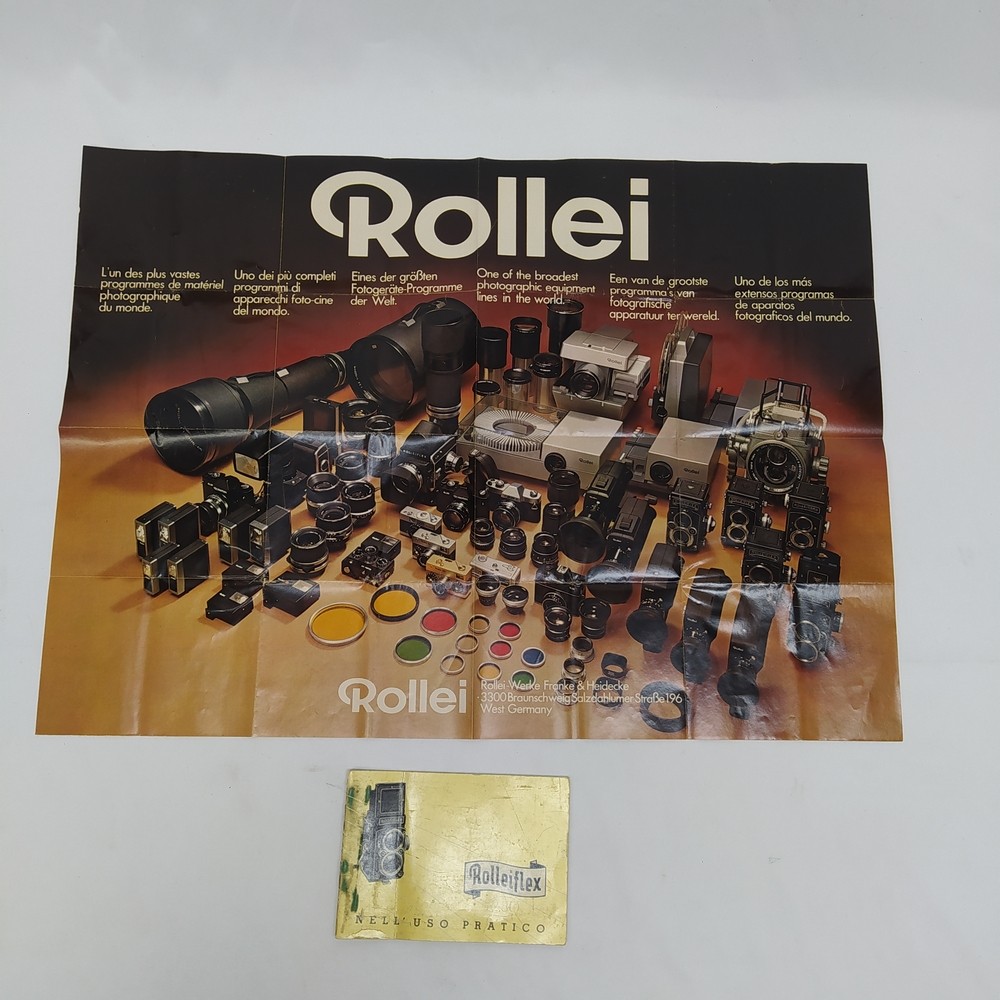 Rollei
L'un des plus vastes
programmes de matériel
photographique
du monde.
Uno dei più completi
programmi di
apparecchi foto-cine
del mondo.
Eines der größten
Fotogeräte-Programme
der Welt.
One of the broadest
photographic equipment
lines in the world.
Een van de grootste
programma's van
fotografische
apparatuur ter wereld.
Uno de los más
extensos programas
de aparatos
fotograficos del mundo.
Rollei
Rollei-Werke Franke & Heidecke
3300 Braunschweig Salzdahlumer Straße 196
West Germany
Rolleiflex
NELL'USO PRATICO